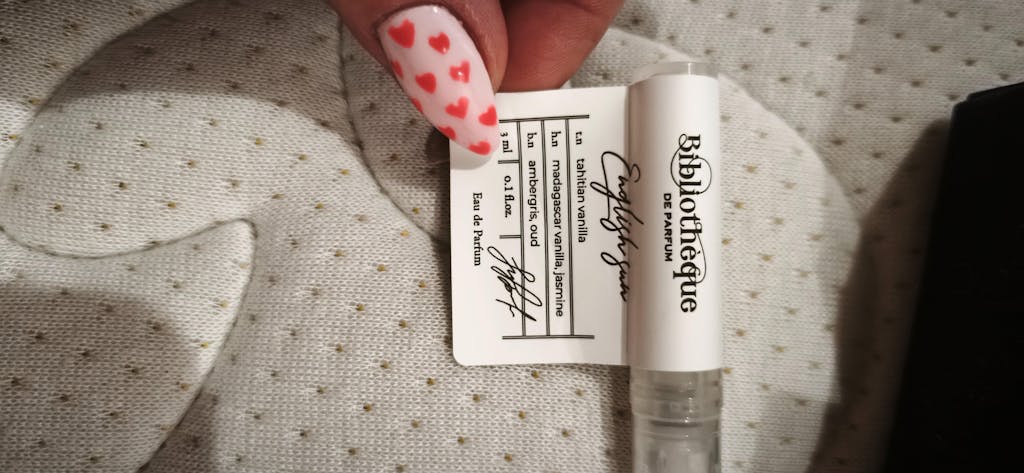 Bibliothèque
DE PARFUM
English sun
t.n tahitian vanilla
h.n madagascar vanilla, jasmine
b.n ambergris, oud
3 ml 0.1 fl.oz.
Eau de Parfum